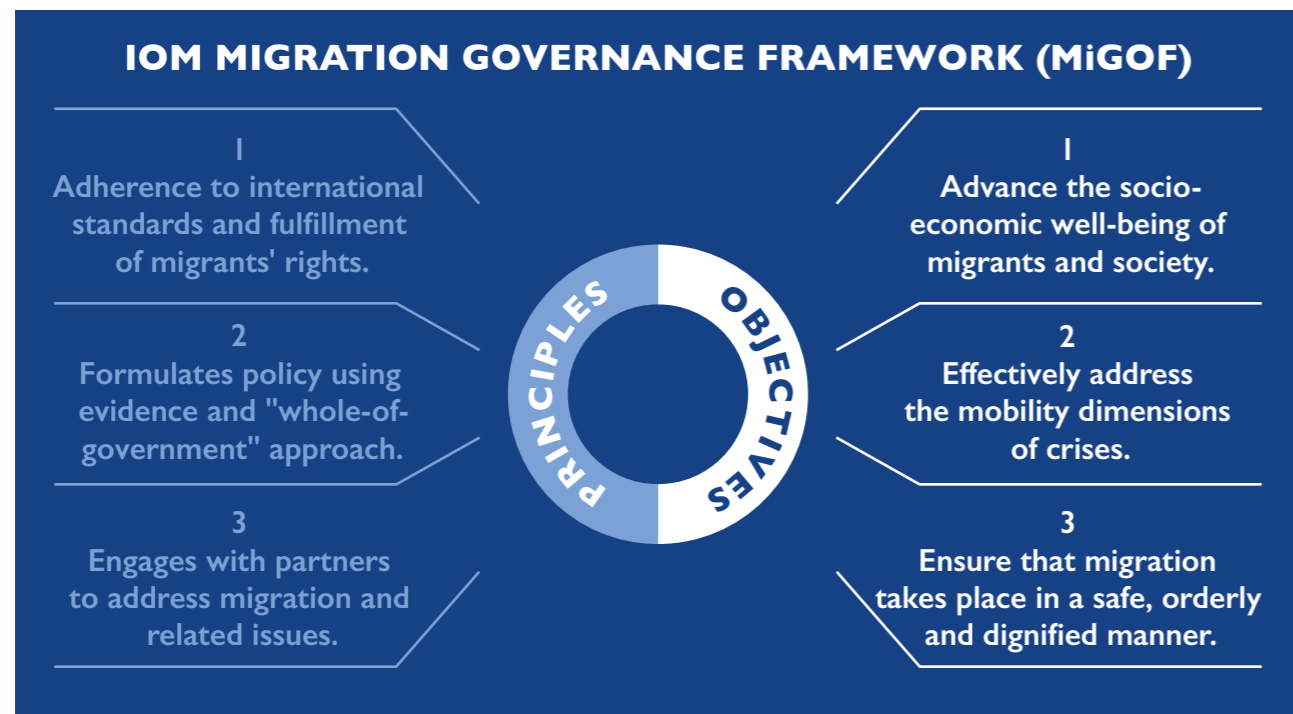 IOM MIGRATION GOVERNANCE FRAMEWORK (MiGOF)
1
Adherence to international
standards and fulfillment
of migrants' rights.
2
Formulates policy using
evidence and "whole-of-
government" approach.
3
Engages with partners
to address migration and
related issues.
PRINCIPLES
OBJECTIVES
1
Advance the socio-
economic well-being of
migrants and society.
2
Effectively address
the mobility dimensions
of crises.
3
Ensure that migration
takes place in a safe, orderly
and dignified manner.